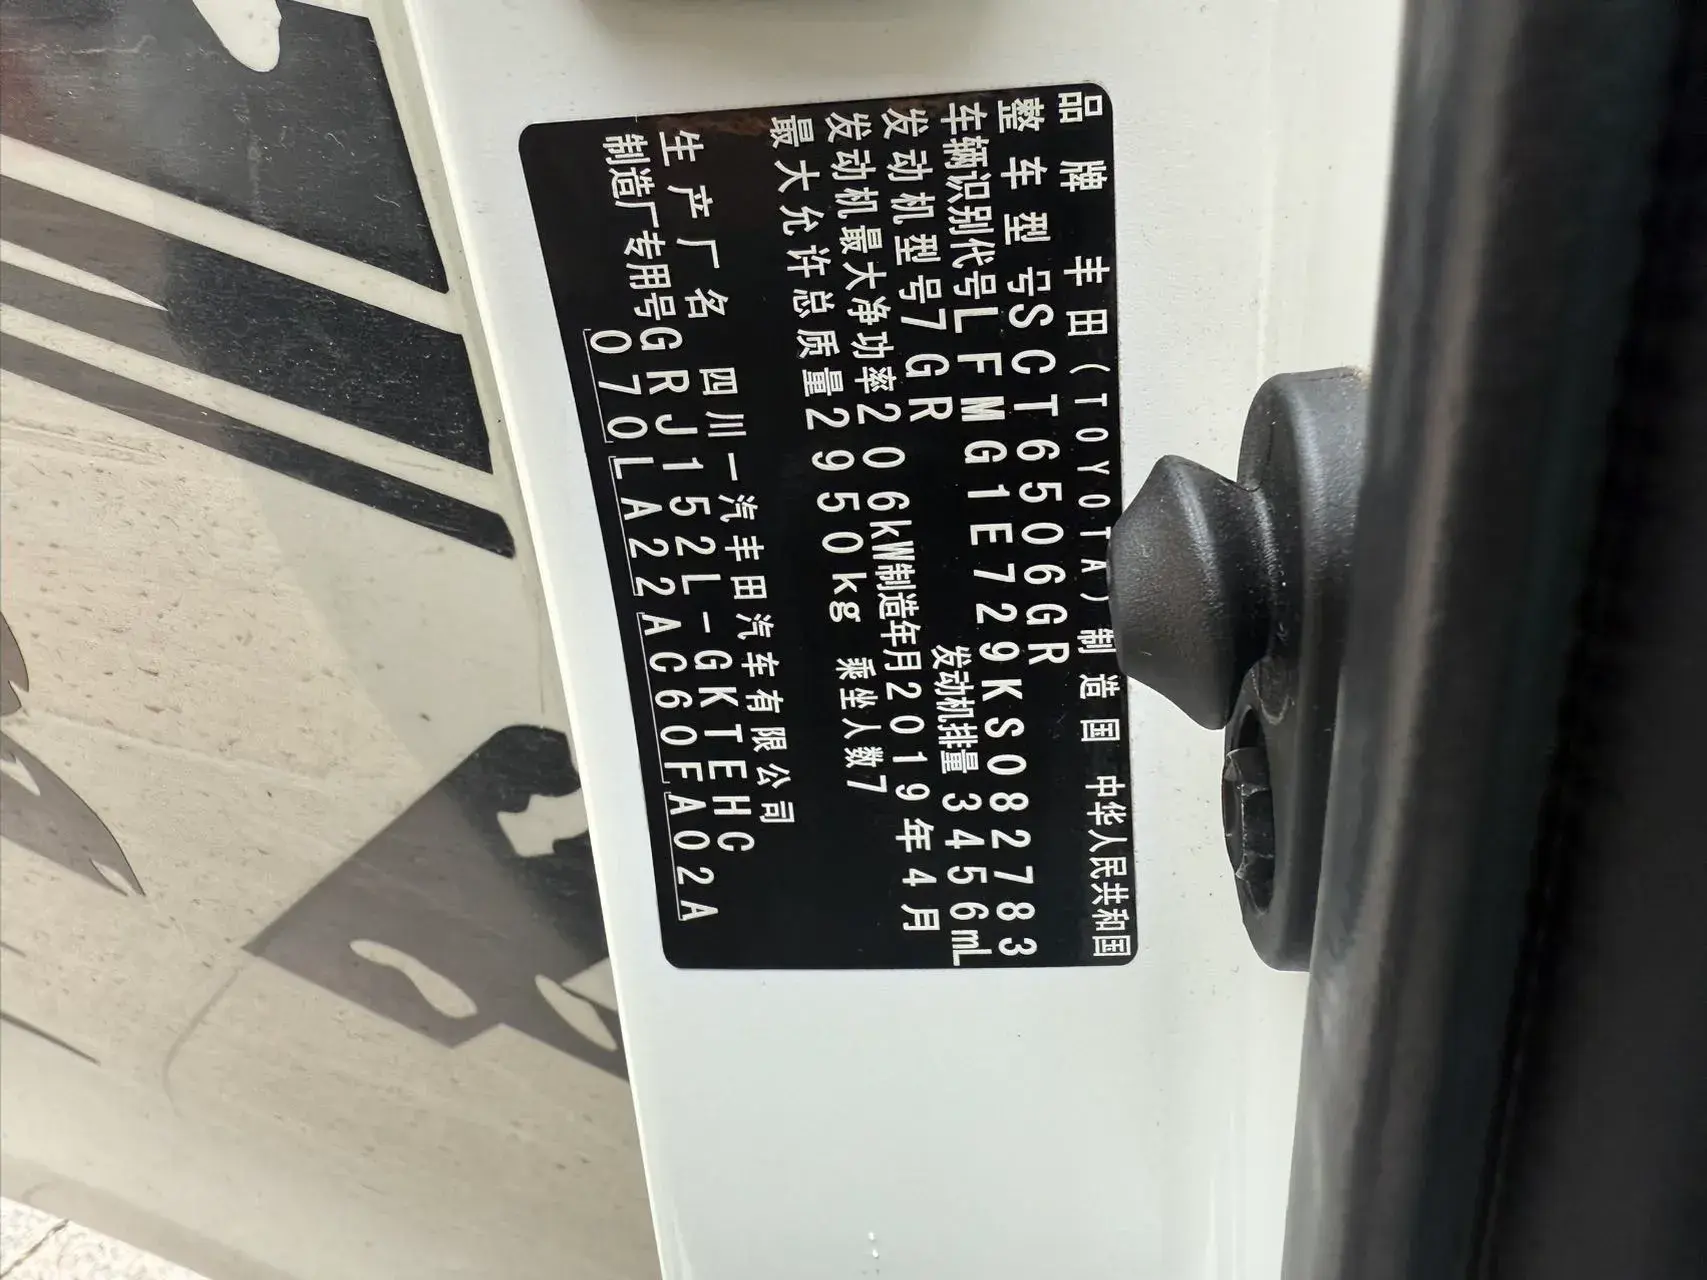 品牌 丰田(TOYOTA) 制造国 中华人民共和国
整车型号SCT6506GR
车辆识别代号LFMG1E729KS082783
发动机型号7GR 发动机排量3456mL
发动机最大净功率206kW制造年月2019年4月
最大允许总质量2950kg 乘坐人数7
生产厂名 四川一汽丰田汽车有限公司
制造厂专用号GRJ152L-GKTEHC
070LA22AC60FA02A